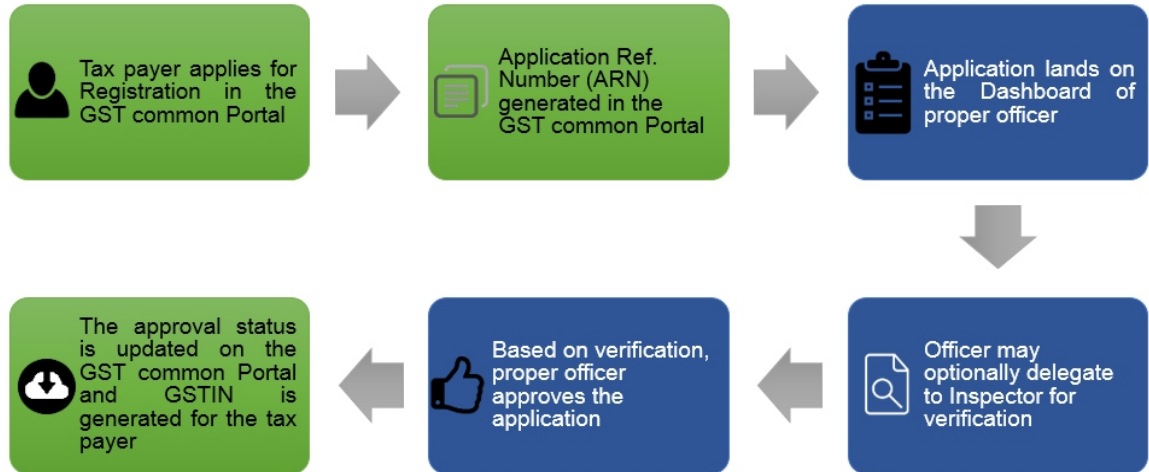 Tax payer applies for
Registration in the
GST common Portal
Application Ref.
Number (ARN)
generated in the
GST common Portal
Application lands on
the Dashboard of
proper officer
Officer may
optionally delegate
to Inspector for
verification
Based on verification,
proper officer
approves the
application
The approval status
is updated on the
GST common Portal
and GSTIN is
generated for the tax
payer